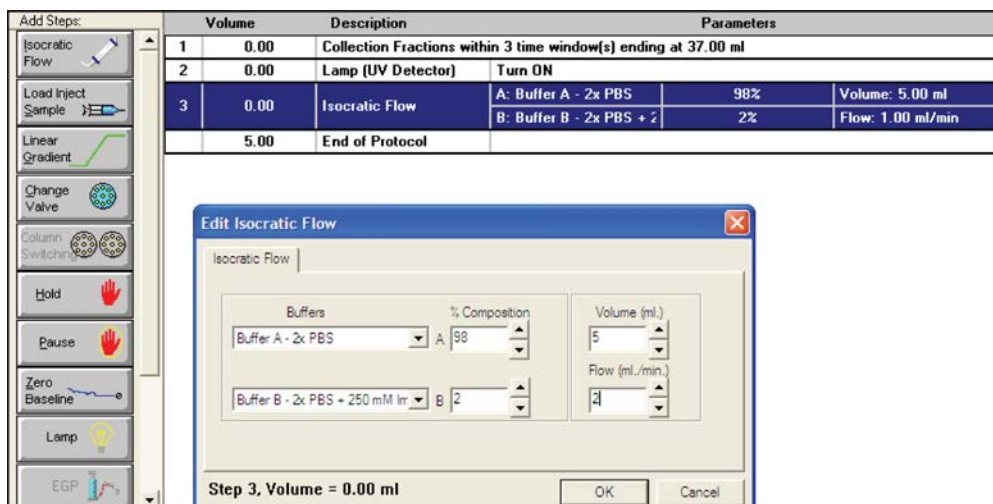 Add Steps:
Isocratic
Flow
Load Inject
Sample
Linear
Gradient
Change
Valve
Column
Switching
Hold
Pause
Zero
Baseline
Lamp
EGP
Volume Description Parameters
1 0.00 Collection Fractions within 3 time window(s) ending at 37.00 ml
2 0.00 Lamp (UV Detector) Turn ON
3 0.00 Isocratic Flow A: Buffer A - 2x PBS 98% Volume: 5.00 ml
B: Buffer B - 2x PBS + 2 2% Flow: 1.00 ml/min
5.00 End of Protocol
Edit Isocratic Flow
Isocratic Flow
Buffers % Composition Volume (ml.)
Buffer A - 2x PBS A 98 5
Flow (ml./min.)
Buffer B - 2x PBS + 250 mM Im B 2 2
Step 3, Volume = 0.00 ml OK Cancel